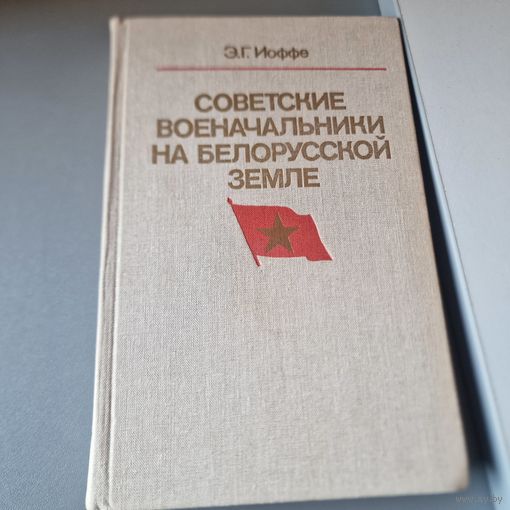 Э.Г. Иоффе
СОВЕТСКИЕ
ВОЕНАЧАЛЬНИКИ
НА БЕЛОРУССКОЙ
ЗЕМЛЕ